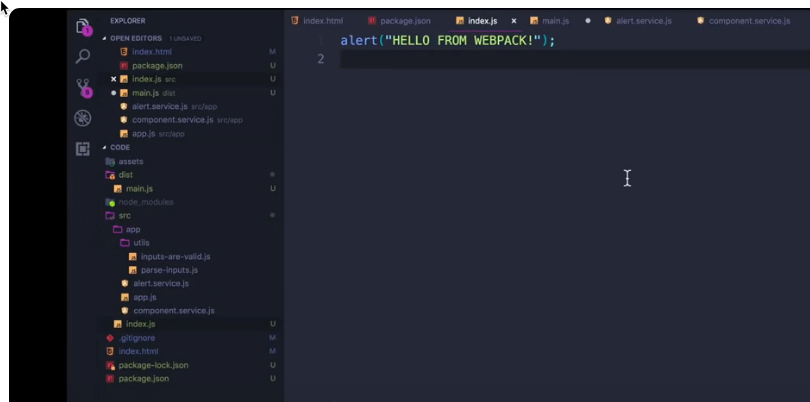 EXPLORER
OPEN EDITORS 1 UNSAVED
index.html M
package.json U
index.js src U
main.js dist U
alert.service.js src/app
component.service.js src/app
app.js src/app
CODE
assets
dist
main.js U
node_modules
src
app
utils
inputs-are-valid.js
parse-inputs.js
alert.service.js
app.js
component.service.js
index.js U
.gitignore M
index.html M
package-lock.json U
package.json U
index.html package.json index.js main.js alert.service.js component.service.js
1 alert("HELLO FROM WEBPACK!");
2